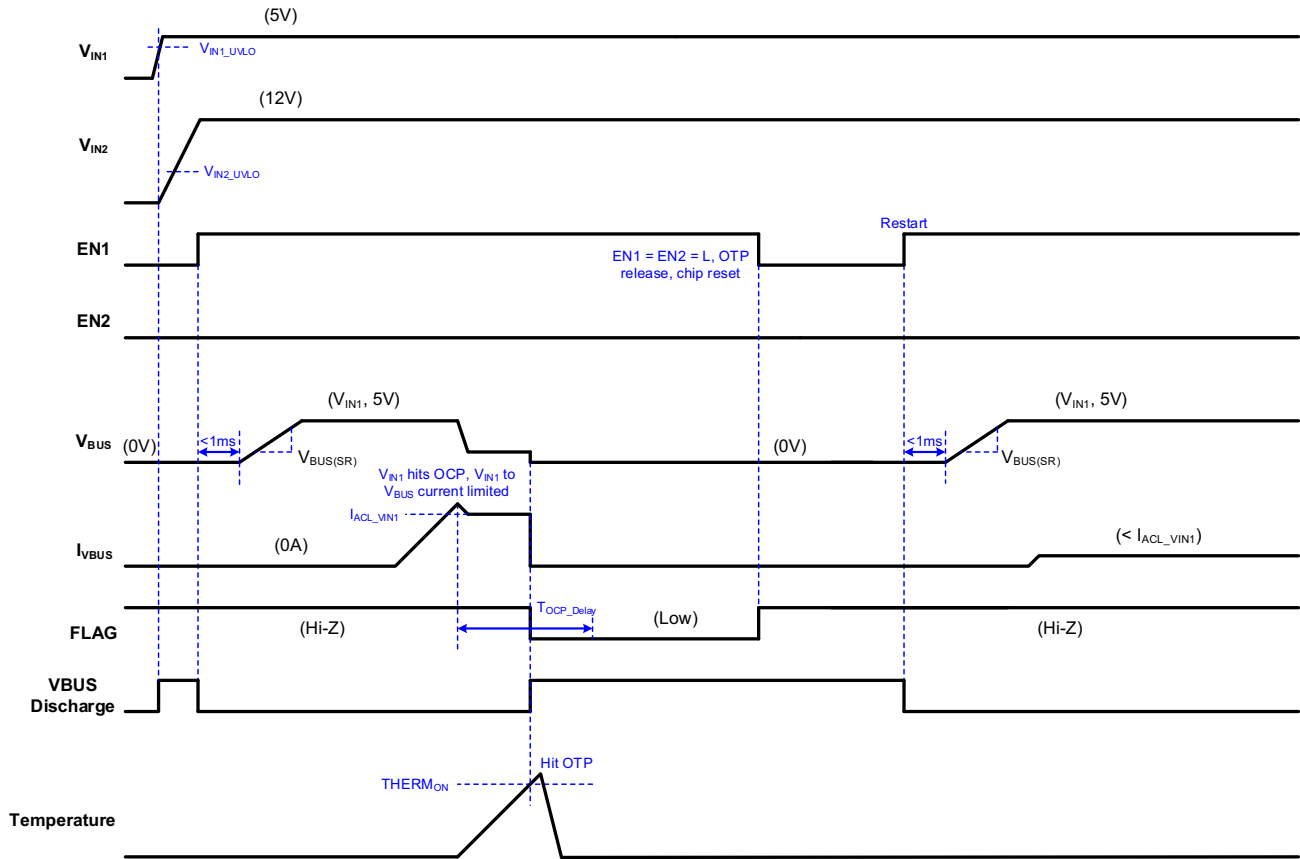 (5V)
VIN1
VIN1_UVLO
(12V)
VIN2
VIN2_UVLO
Restart
EN1
EN1 = EN2 = L, OTP
release, chip reset
EN2
(VIN1, 5V)
(VIN1, 5V)
VBUS
(0V)
<1ms
(0V)
<1ms
VBUS(SR)
VBUS(SR)
VIN1 hits OCP, VIN1 to
VBUS current limited
IACL_VIN1
IVBUS
(0A)
(< IACL_VIN1)
TOCP_Delay
FLAG
(Hi-Z)
(Low)
(Hi-Z)
VBUS
Discharge
Hit OTP
THERMON
Temperature